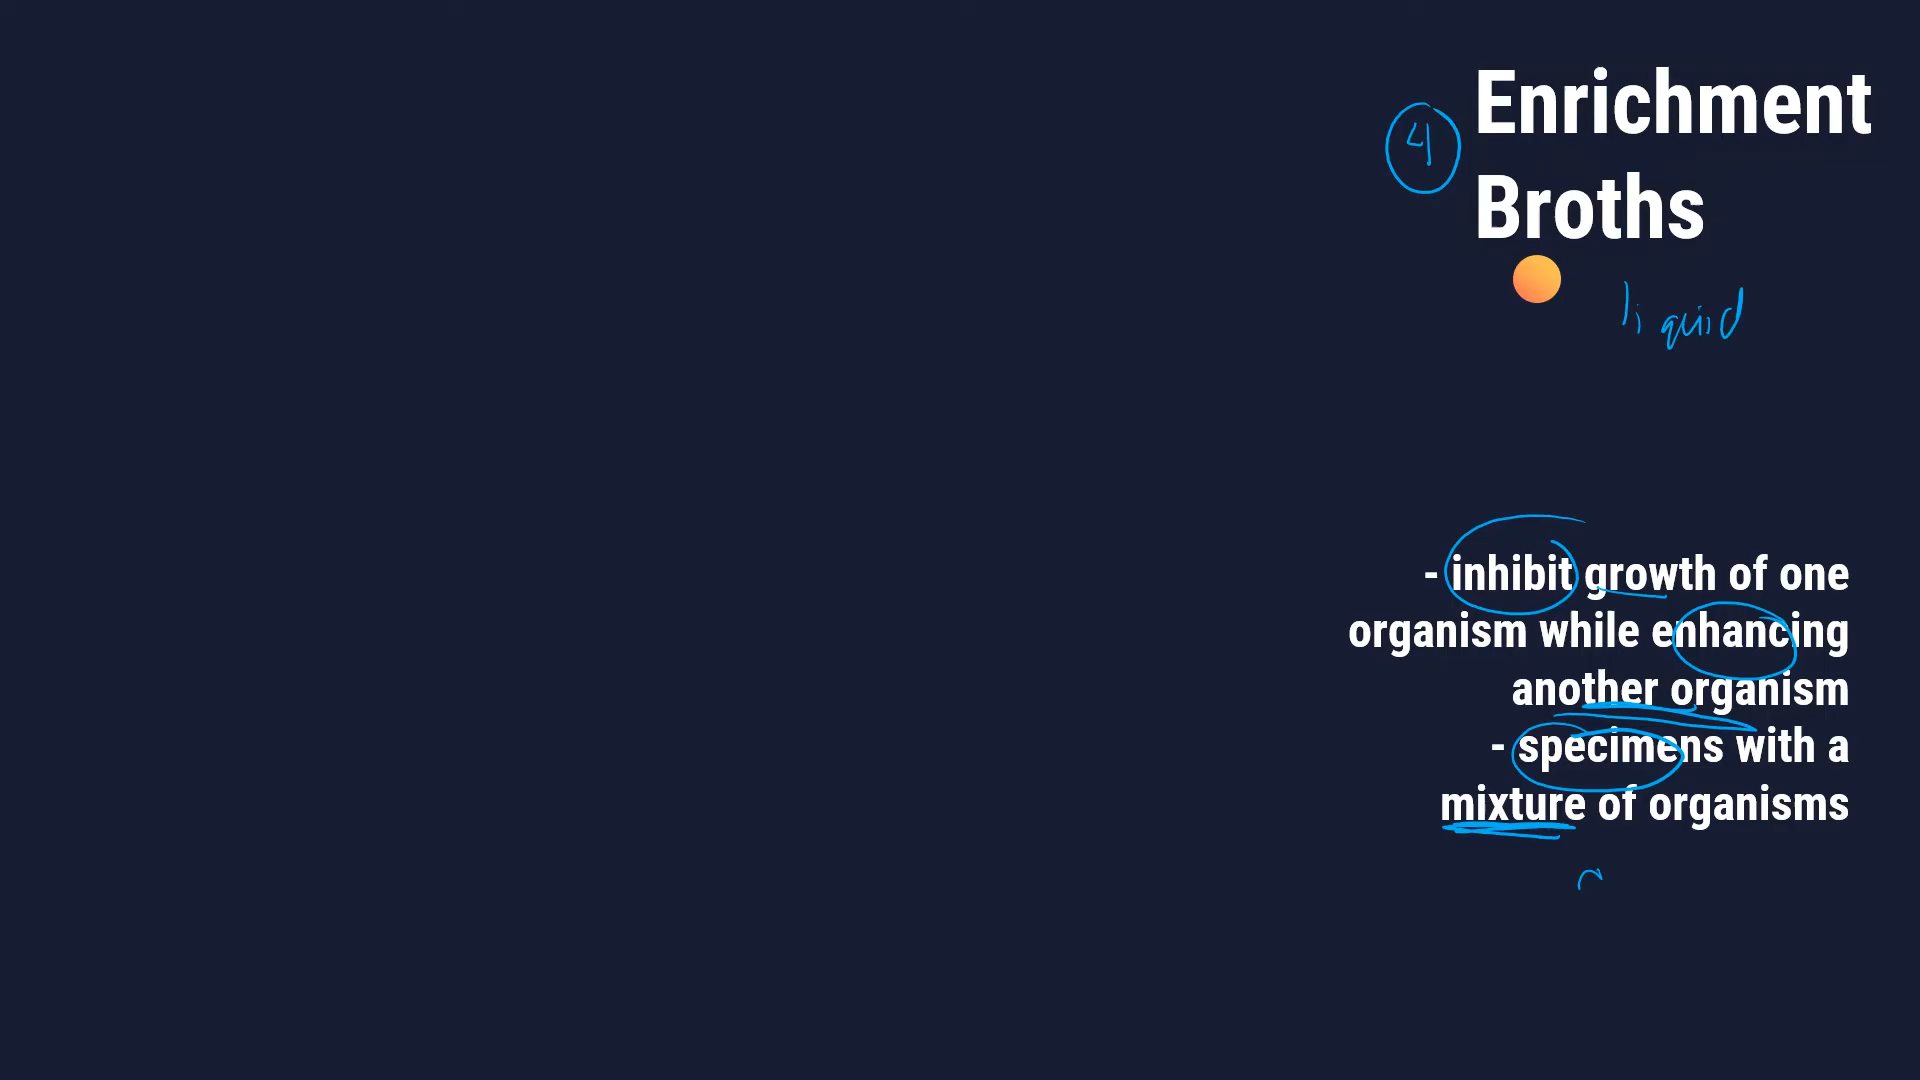 Enrichment
4
Broths
liquid
- inhibit growth of one
organism while enhancing
another organism
- specimens with a
mixture of organisms